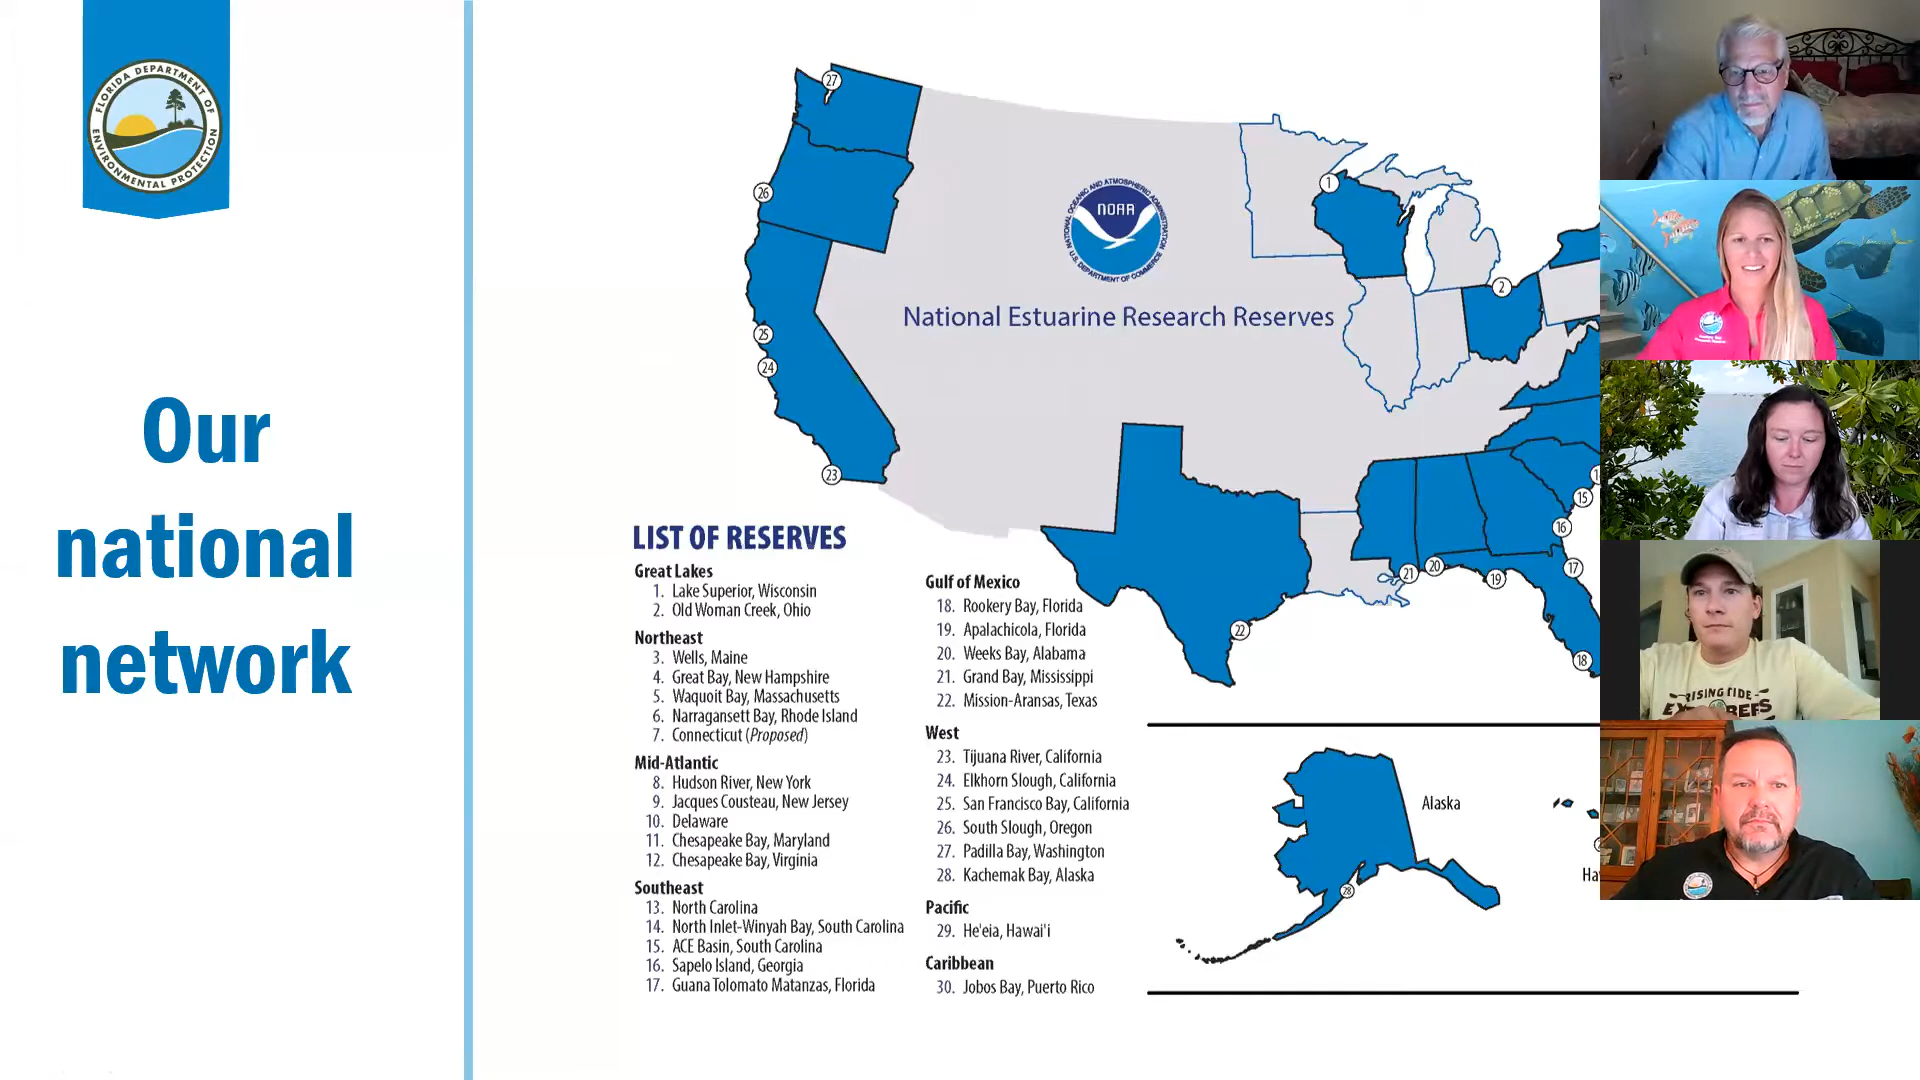 FLORIDA DEPARTMENT OF
ENVIRONMENTAL PROTECTION
Our
national
network
NATIONAL OCEANIC AND ATMOSPHERIC ADMINISTRATION
NOAA
U.S. DEPARTMENT OF COMMERCE
National Estuarine Research Reserves
27
26
25
24
23
1
2
15
16
17
18
19
20
21
22
LIST OF RESERVES
Great Lakes
1. Lake Superior, Wisconsin
2. Old Woman Creek, Ohio
Northeast
3. Wells, Maine
4. Great Bay, New Hampshire
5. Waquoit Bay, Massachusetts
6. Narragansett Bay, Rhode Island
7. Connecticut (Proposed)
Mid-Atlantic
8. Hudson River, New York
9. Jacques Cousteau, New Jersey
10. Delaware
11. Chesapeake Bay, Maryland
12. Chesapeake Bay, Virginia
Southeast
13. North Carolina
14. North Inlet-Winyah Bay, South Carolina
15. ACE Basin, South Carolina
16. Sapelo Island, Georgia
17. Guana Tolomato Matanzas, Florida
Gulf of Mexico
18. Rookery Bay, Florida
19. Apalachicola, Florida
20. Weeks Bay, Alabama
21. Grand Bay, Mississippi
22. Mission-Aransas, Texas
West
23. Tijuana River, California
24. Elkhorn Slough, California
25. San Francisco Bay, California
26. South Slough, Oregon
27. Padilla Bay, Washington
28. Kachemak Bay, Alaska
Pacific
29. He'eia, Hawai'i
Caribbean
30. Jobos Bay, Puerto Rico
Alaska
28
Ha
RISING TIDE